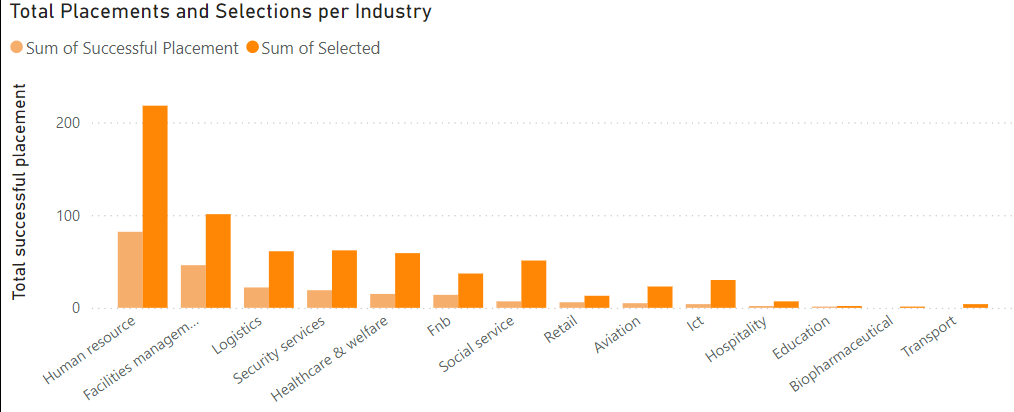 Total Placements and Selections per Industry
Sum of Successful Placement Sum of Selected
Total successful placement
200
100
0
Human resource
Facilities managem...
Logistics
Security services
Healthcare & welfare
Fnb
Social service
Retail
Aviation
Ict
Hospitality
Education
Biopharmaceutical
Transport